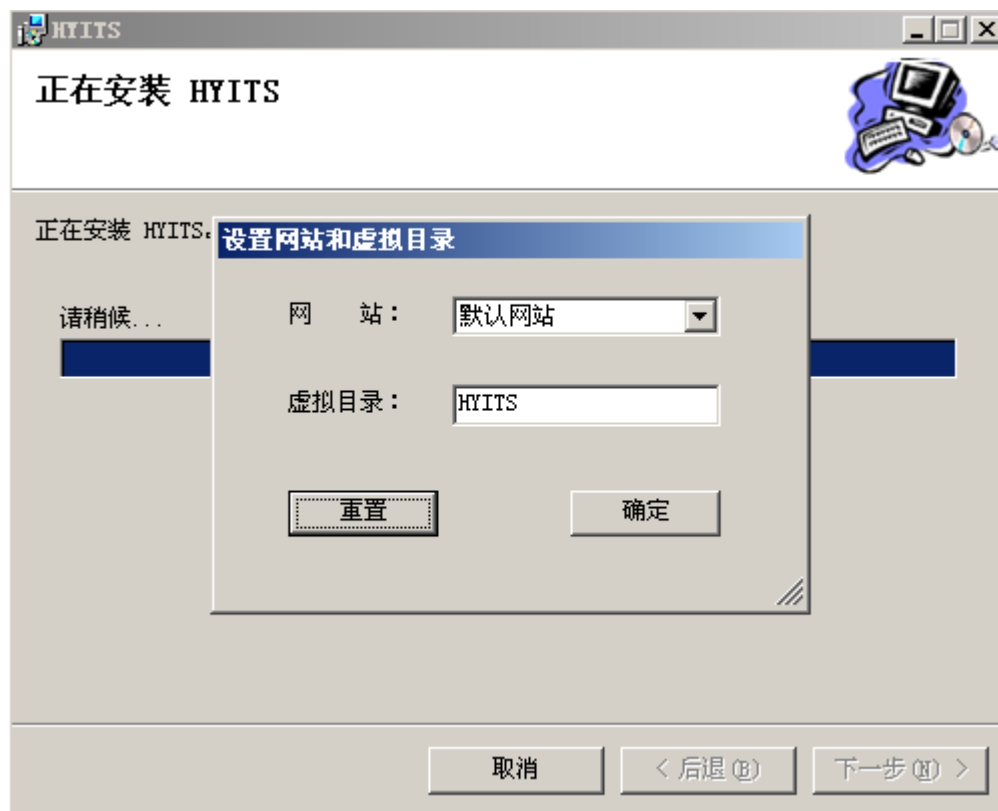 HYITS
正在安装 HYITS
正在安装 HYITS.
设置网站和虚拟目录
请稍候...
网 站： 默认网站
虚拟目录： HYITS
重置 确定
取消 < 后退(B) 下一步(N) >